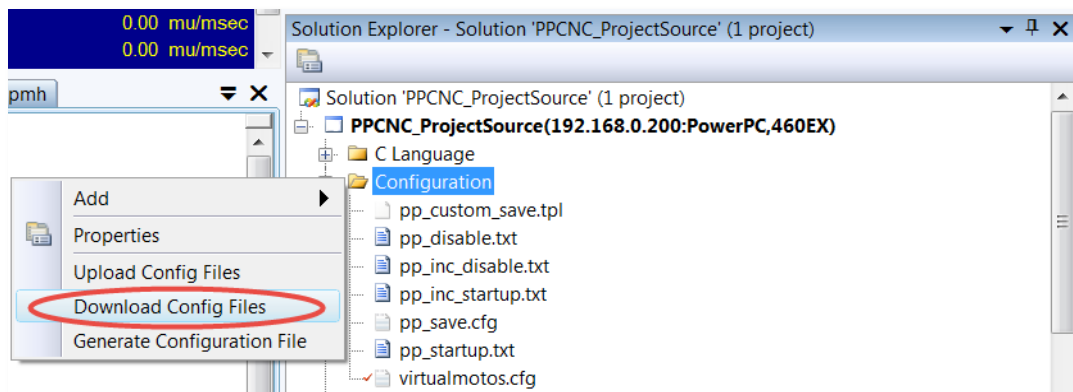 0.00 mu/msec
0.00 mu/msec
pmh
Add
Properties
Upload Config Files
Download Config Files
Generate Configuration File
Solution Explorer - Solution 'PPCNC_ProjectSource' (1 project)
Solution 'PPCNC_ProjectSource' (1 project)
PPCNC_ProjectSource(192.168.0.200:PowerPC,460EX)
C Language
Configuration
pp_custom_save.tpl
pp_disable.txt
pp_inc_disable.txt
pp_inc_startup.txt
pp_save.cfg
pp_startup.txt
virtualmotos.cfg